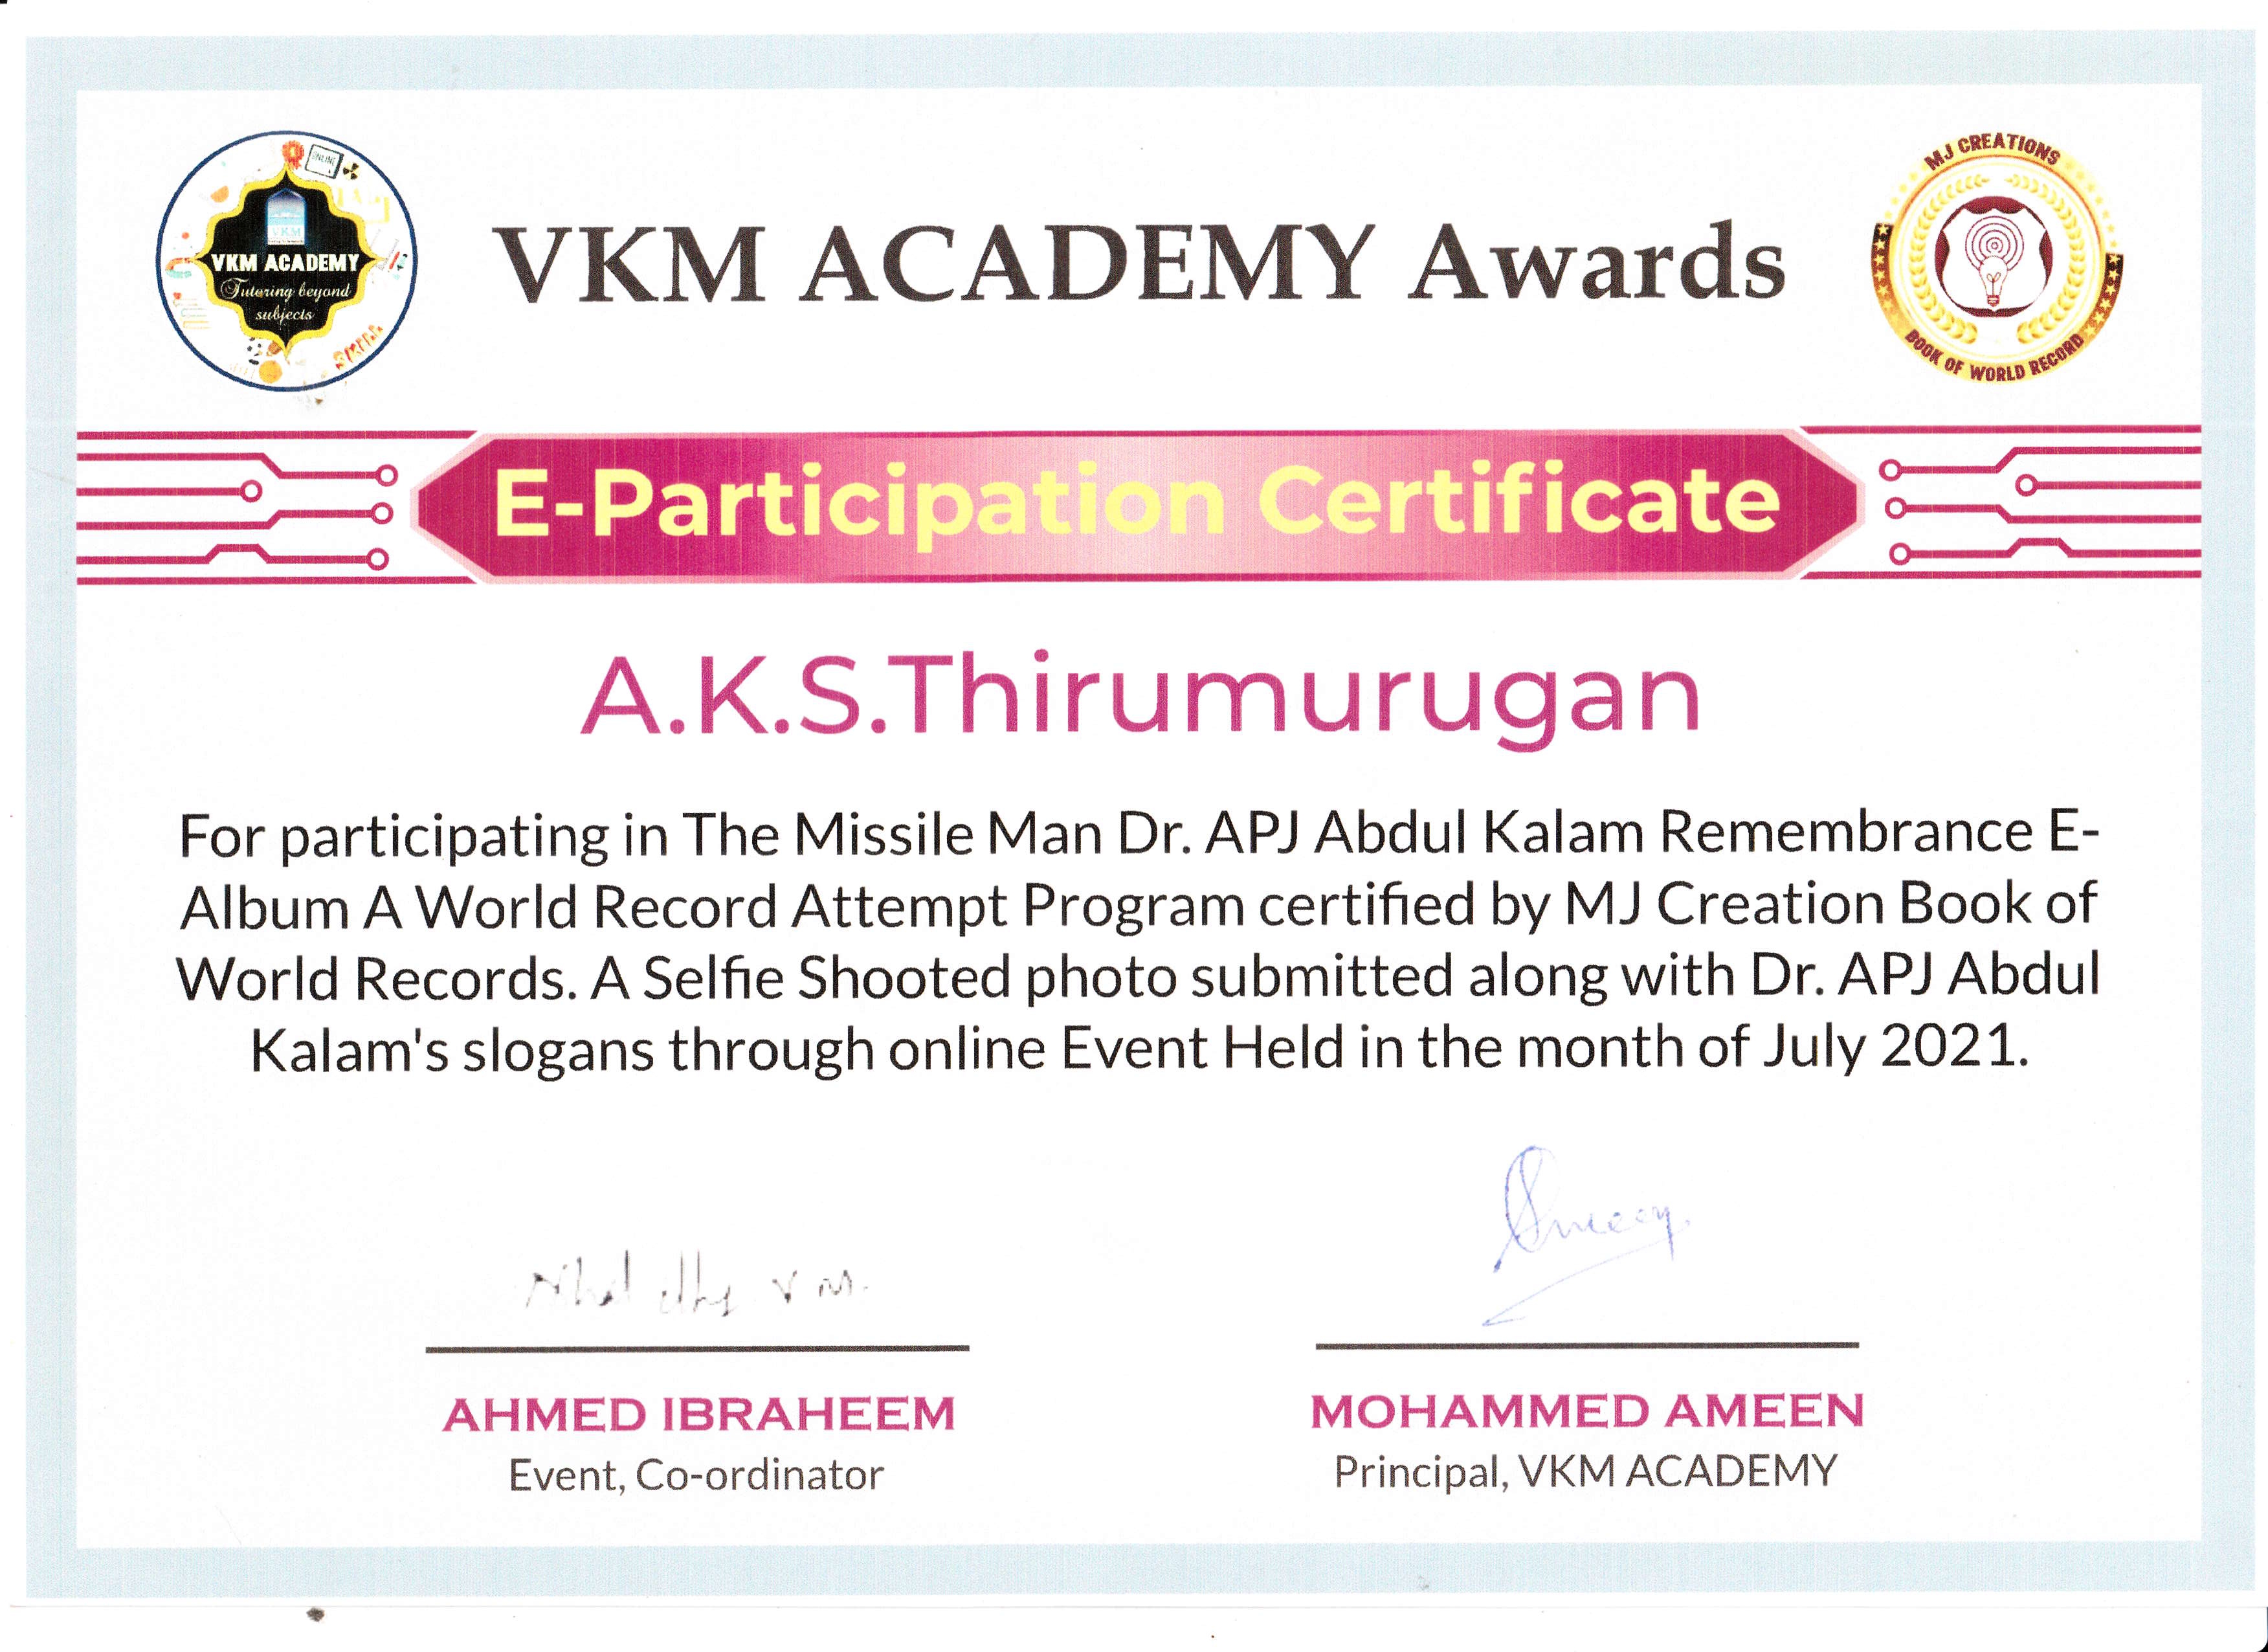 VKM ACADEMY Awards
ONLINE
VKM
VKM ACADEMY
Tutoring beyond
subjects
MJ CREATIONS
BOOK OF WORLD RECORD
E-Participation Certificate
A.K.S.Thirumurugan
For participating in The Missile Man Dr. APJ Abdul Kalam Remembrance E-
Album A World Record Attempt Program certified by MJ Creation Book of
World Records. A Selfie Shooted photo submitted along with Dr. APJ Abdul
Kalam's slogans through online Event Held in the month of July 2021.
Ameen
AHMED IBRAHEEM
Event, Co-ordinator
MOHAMMED AMEEN
Principal, VKM ACADEMY